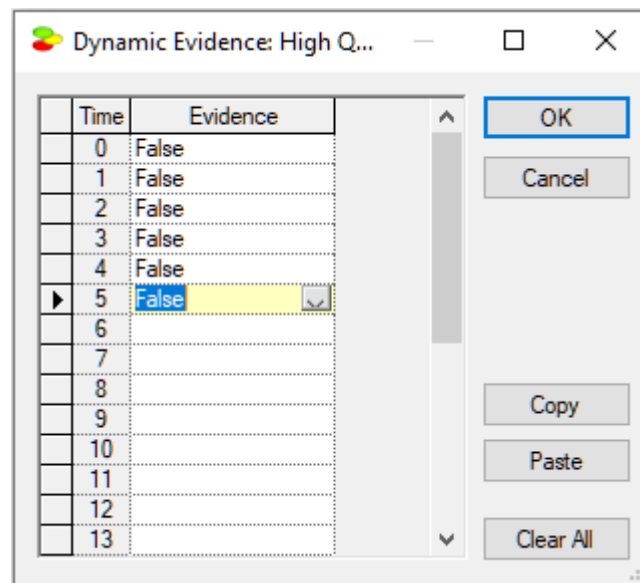 Dynamic Evidence: High Q...
Time Evidence
0 False
1 False
2 False
3 False
4 False
5 False
6
7
8
9
10
11
12
13
OK
Cancel
Copy
Paste
Clear All